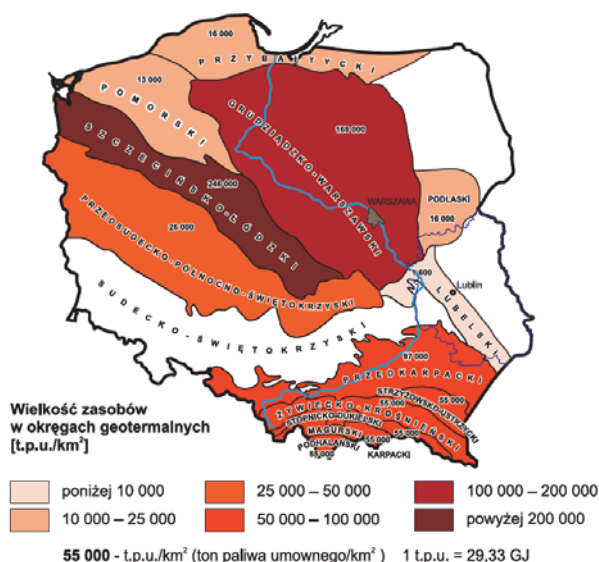 16 000
PRZYBAŁTYCKI
13 000
POMORSKI
GRUDZIĄDZKO-WARSZAWSKI
168 000
SZCZECIŃSKO-ŁÓDZKI
246 000
WARSZAWA
PODLASKI
16 000
26 000
PRZEDSUDECKO-PÓŁNOCNO-ŚWIĘTOKRZYSKI
600
Lublin
LUBELSKI
SUDECKO-ŚWIĘTOKRZYSKI
97 000
PRZEDKARPACKI
STRZYŻOWSKO-USTRZYCKI
55 000
55 000
ŻYWIECKO-KROŚNIEŃSKI
STOPNICKO-DUKIELSKI
55 000
MAGURSKI
55 000
PODHALAŃSKI
55 000
KARPACKI
Wielkość zasobów
w okręgach geotermalnych
[t.p.u./km²]
poniżej 10 000
25 000 – 50 000
100 000 – 200 000
10 000 – 25 000
50 000 – 100 000
powyżej 200 000
55 000 - t.p.u./km² (ton paliwa umownego/km² ) 1 t.p.u. = 29,33 GJ